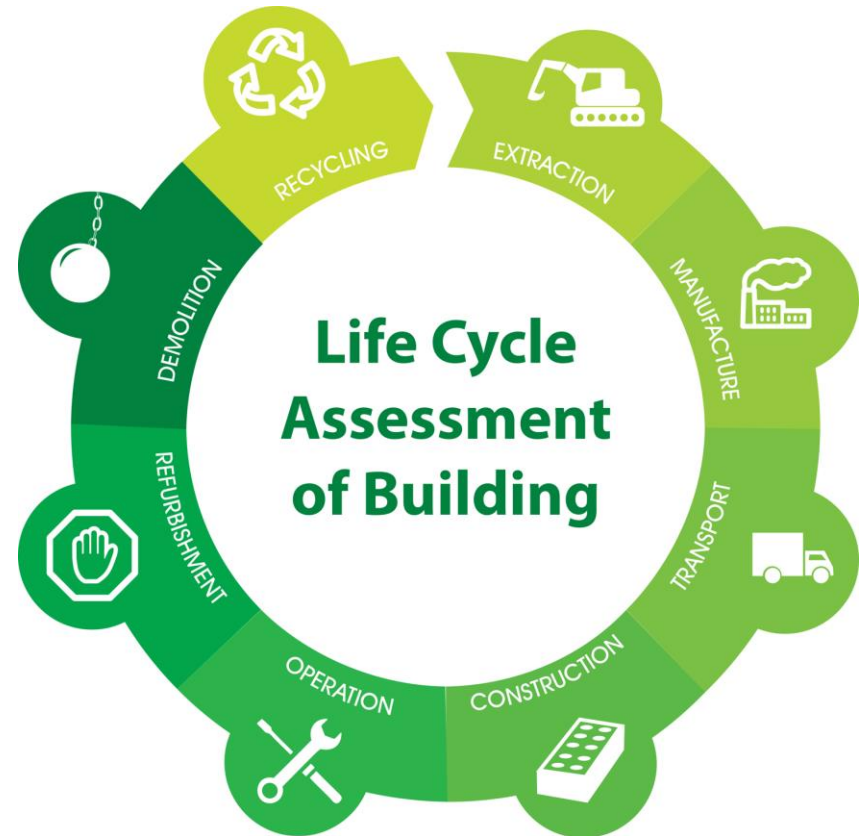 Life Cycle
Assessment
of Building
EXTRACTION
MANUFACTURE
TRANSPORT
CONSTRUCTION
OPERATION
REFURBISHMENT
DEMOLITION
RECYCLING